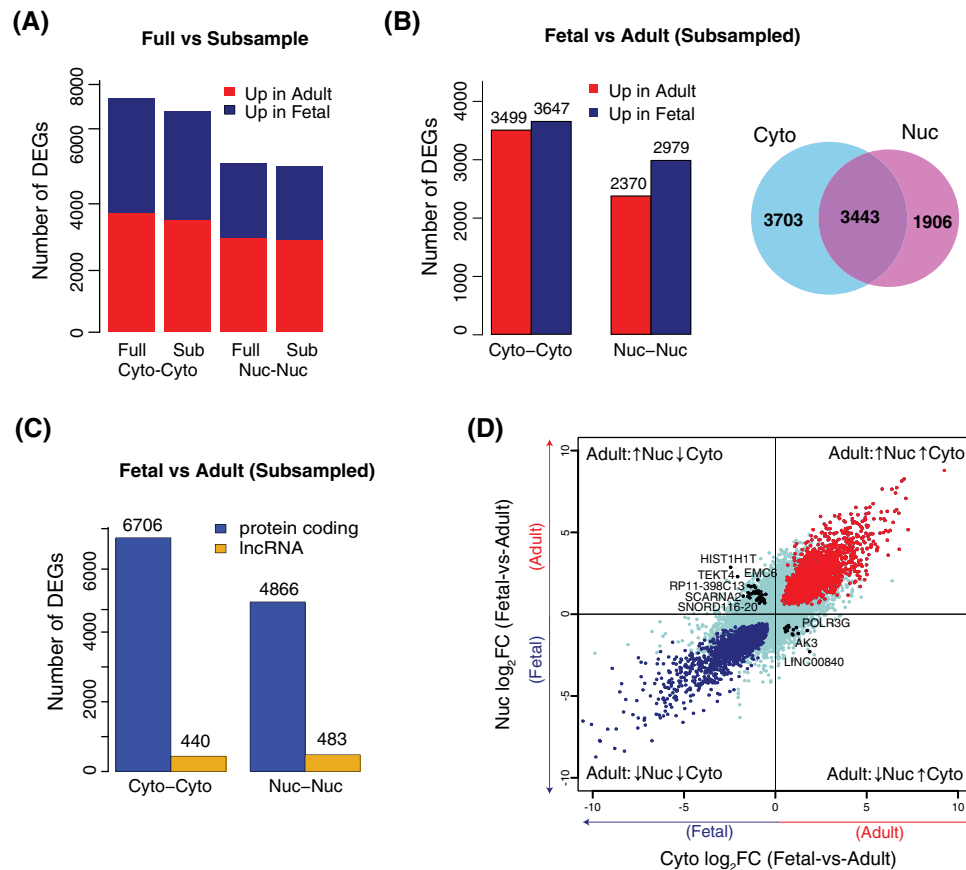 (A)
Full vs Subsample
Up in Adult
Up in Fetal
Number of DEGs
8000
6000
4000
2000
0
Full Sub Full Sub
Cyto-Cyto Nuc-Nuc
(B)
Fetal vs Adult (Subsampled)
Up in Adult
Up in Fetal
Number of DEGs
4000
3000
2000
1000
0
3499 3647
2370 2979
Cyto−Cyto Nuc−Nuc
Cyto Nuc
3703 3443 1906
(C)
Fetal vs Adult (Subsampled)
protein coding
lncRNA
Number of DEGs
6000
4000
2000
0
6706
440
4866
483
Cyto−Cyto Nuc−Nuc
(D)
Adult:↑Nuc↓Cyto Adult:↑Nuc↑Cyto
Nuc log2FC (Fetal-vs-Adult)
(Adult)
(Fetal)
10
5
0
-5
-10
HIST1H1T
TEKT4 EMC6
RP11-398C13
SCARNA2
SNORD116-20
POLR3G
AK3
LINC00840
Adult:↓Nuc↓Cyto Adult:↓Nuc↑Cyto
-10 -5 0 5 10
(Fetal) (Adult)
Cyto log2FC (Fetal-vs-Adult)